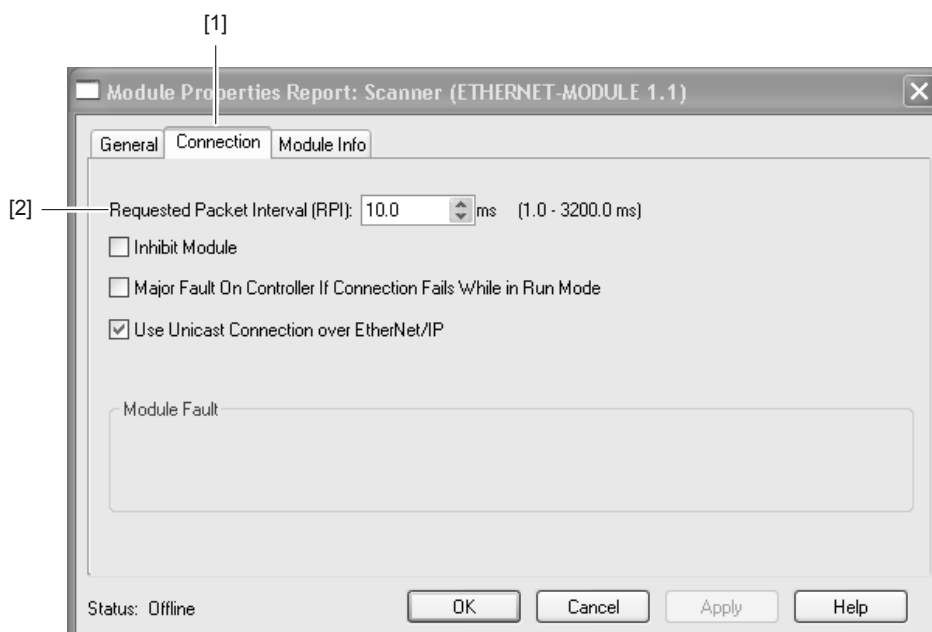 [1]
Module Properties Report: Scanner (ETHERNET-MODULE 1.1)
General Connection Module Info
[2] Requested Packet Interval (RPI): 10.0 ms (1.0 - 3200.0 ms)
Inhibit Module
Major Fault On Controller If Connection Fails While in Run Mode
Use Unicast Connection over EtherNet/IP
Module Fault
Status: Offline OK Cancel Apply Help